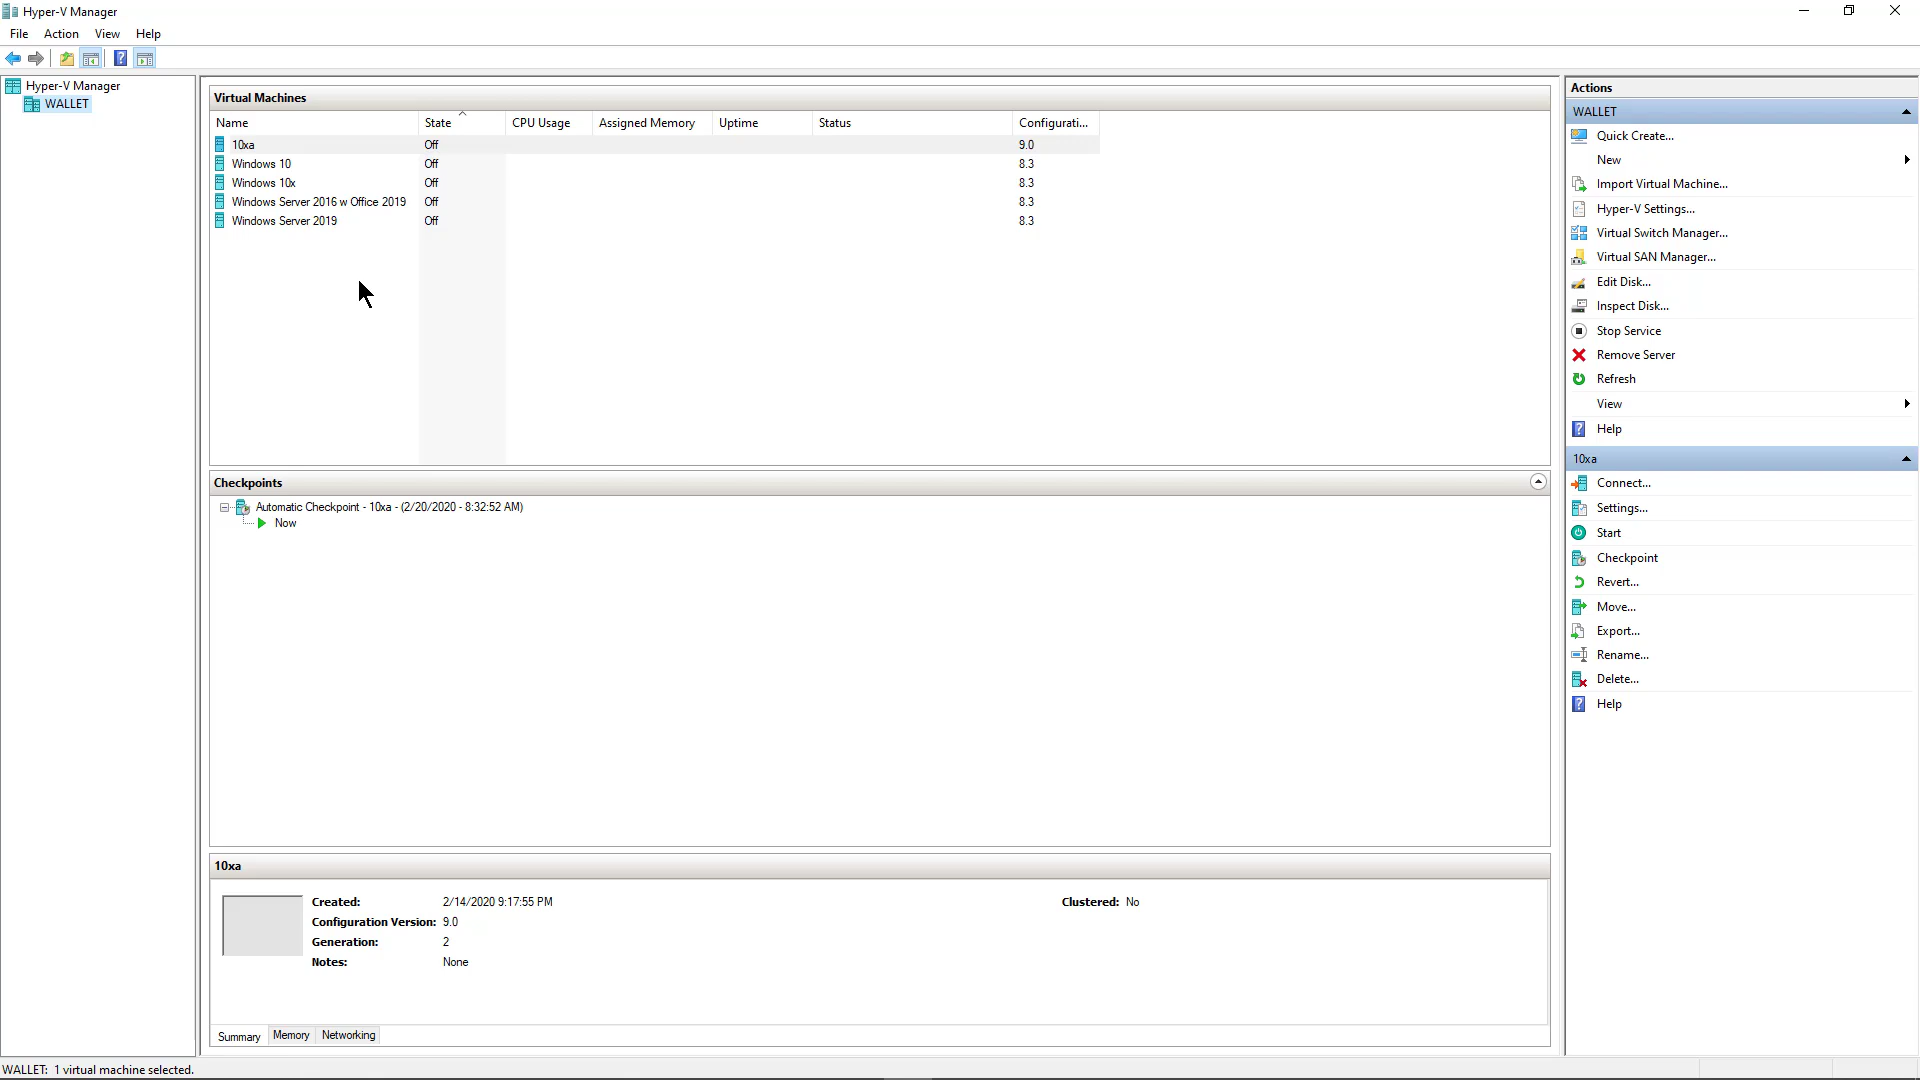 Hyper-V Manager
File Action View Help
Hyper-V Manager
WALLET
Virtual Machines
Name State CPU Usage Assigned Memory Uptime Status Configurati...
10xa Off 9.0
Windows 10 Off 8.3
Windows 10x Off 8.3
Windows Server 2016 w Office 2019 Off 8.3
Windows Server 2019 Off 8.3
Checkpoints
Automatic Checkpoint - 10xa - (2/20/2020 - 8:32:52 AM)
Now
10xa
Created: 2/14/2020 9:17:55 PM Clustered: No
Configuration Version: 9.0
Generation: 2
Notes: None
Summary Memory Networking
Actions
WALLET
Quick Create...
New
Import Virtual Machine...
Hyper-V Settings...
Virtual Switch Manager...
Virtual SAN Manager...
Edit Disk...
Inspect Disk...
Stop Service
Remove Server
Refresh
View
Help
10xa
Connect...
Settings...
Start
Checkpoint
Revert...
Move...
Export...
Rename...
Delete...
Help
WALLET: 1 virtual machine selected.